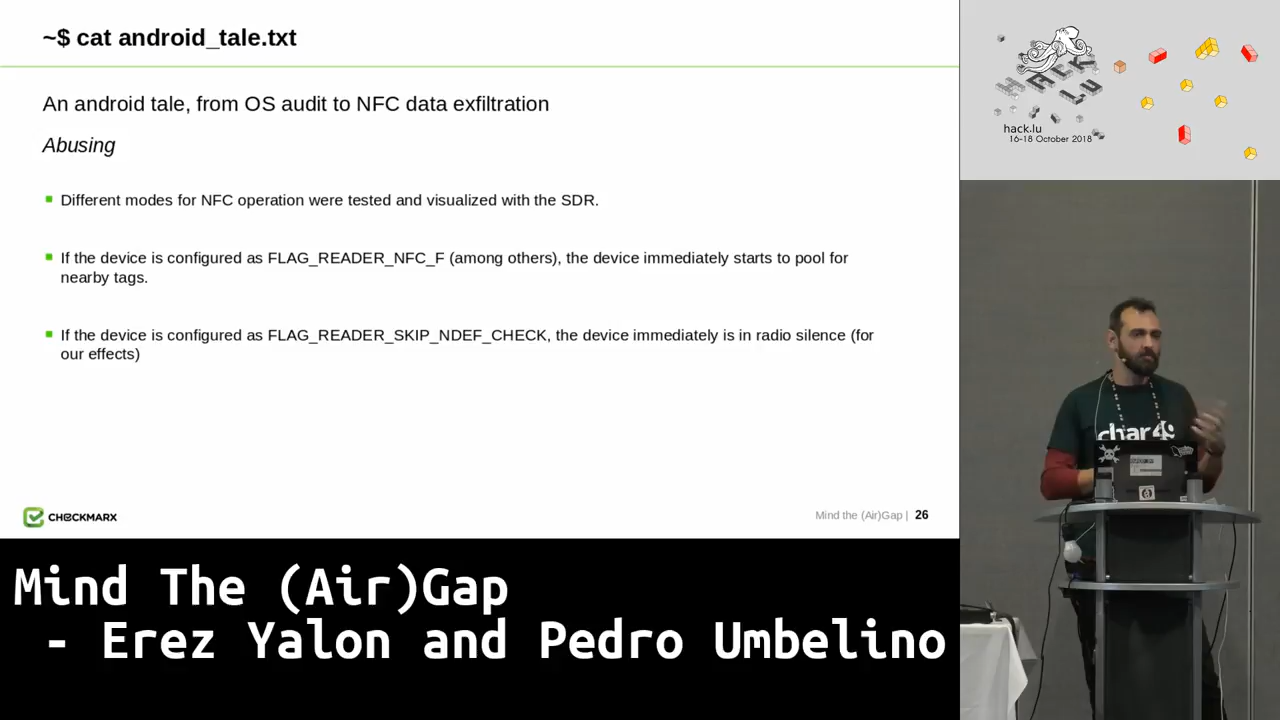 ~$ cat android_tale.txt
An android tale, from OS audit to NFC data exfiltration
Abusing
Different modes for NFC operation were tested and visualized with the SDR.
If the device is configured as FLAG_READER_NFC_F (among others), the device immediately starts to pool for
nearby tags.
If the device is configured as FLAG_READER_SKIP_NDEF_CHECK, the device immediately is in radio silence (for
our effects)
CHECKMARX
Mind the (Air)Gap | 26
HACK
LU
hack.lu
16-18 October 2018
char49
Mind The (Air)Gap
- Erez Yalon and Pedro Umbelino